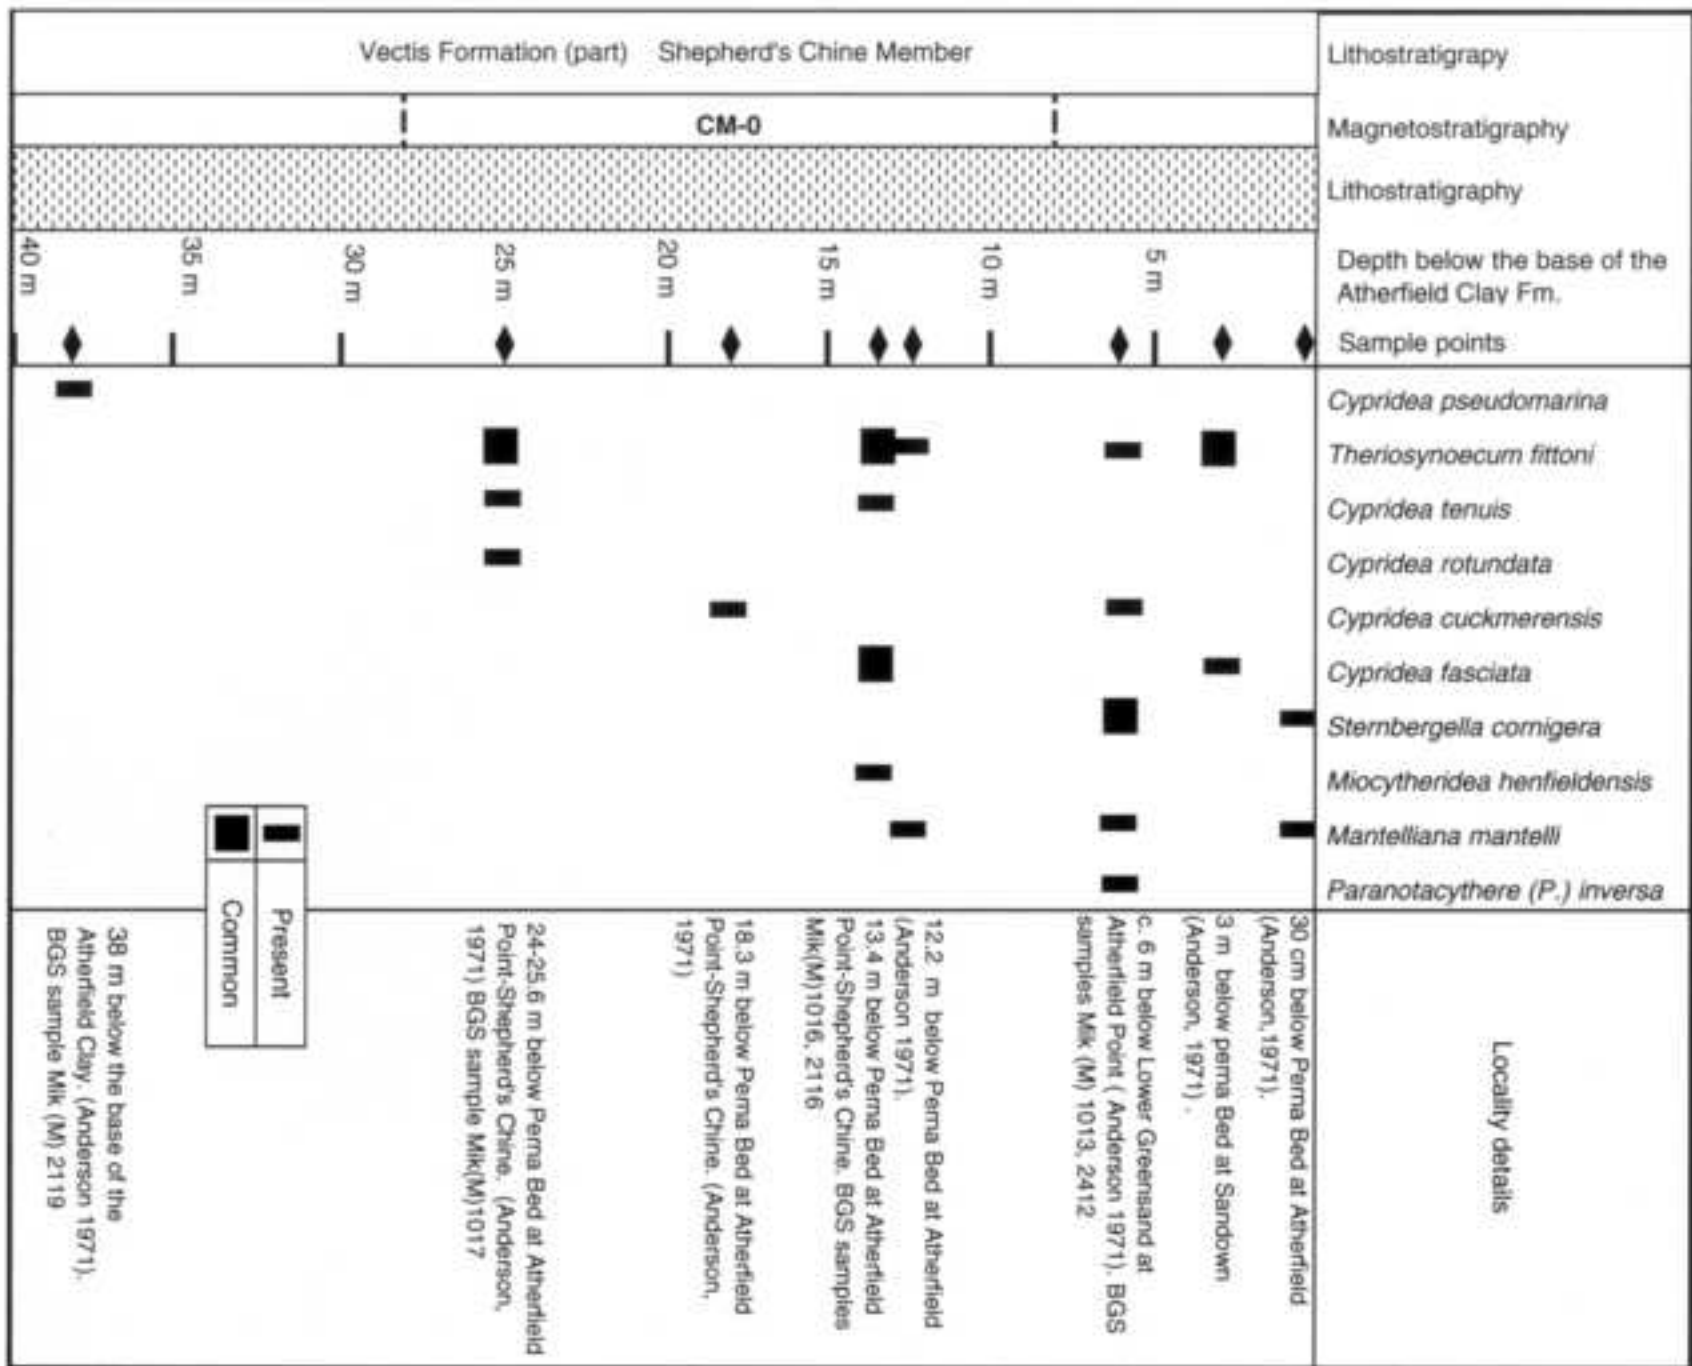 Vectis Formation (part) Shepherd's Chine Member
Lithostratigrapy
CM-0
Magnetostratigraphy
Lithostratigraphy
40 m
35 m
30 m
25 m
20 m
15 m
10 m
5 m
Depth below the base of the
Atherfield Clay Fm.
Sample points
Cypridea pseudomarina
Theriosynoecum fittoni
Cypridea tenuis
Cypridea rotundata
Cypridea cuckmerensis
Cypridea fasciata
Sternbergella cornigera
Miocytheridea henfieldensis
Mantelliana mantelli
Paranotacythere (P.) inversa
Present
Common
Locality details
30 cm below Perna Bed at Atherfield
(Anderson,1971).
3 m below perna Bed at Sandown
(Anderson, 1971) .
c. 6 m below Lower Greensand at
Atherfield Point ( Anderson 1971). BGS
samples Mik (M) 1013, 2412
12.2 m below Perna Bed at Atherfield
(Anderson 1971).
13.4 m below Perna Bed at Atherfield
Point-Shepherd's Chine. BGS samples
Mik(M)1016, 2116
18.3 m below Perna Bed at Atherfield
Point-Shepherd's Chine. (Anderson,
1971)
24-25.6 m below Perna Bed at Atherfield
Point-Shepherd's Chine. (Anderson,
1971) BGS sample Mik(M)1017
38 m below the base of the
Atherfield Clay. (Anderson 1971).
BGS sample Mik (M) 2119